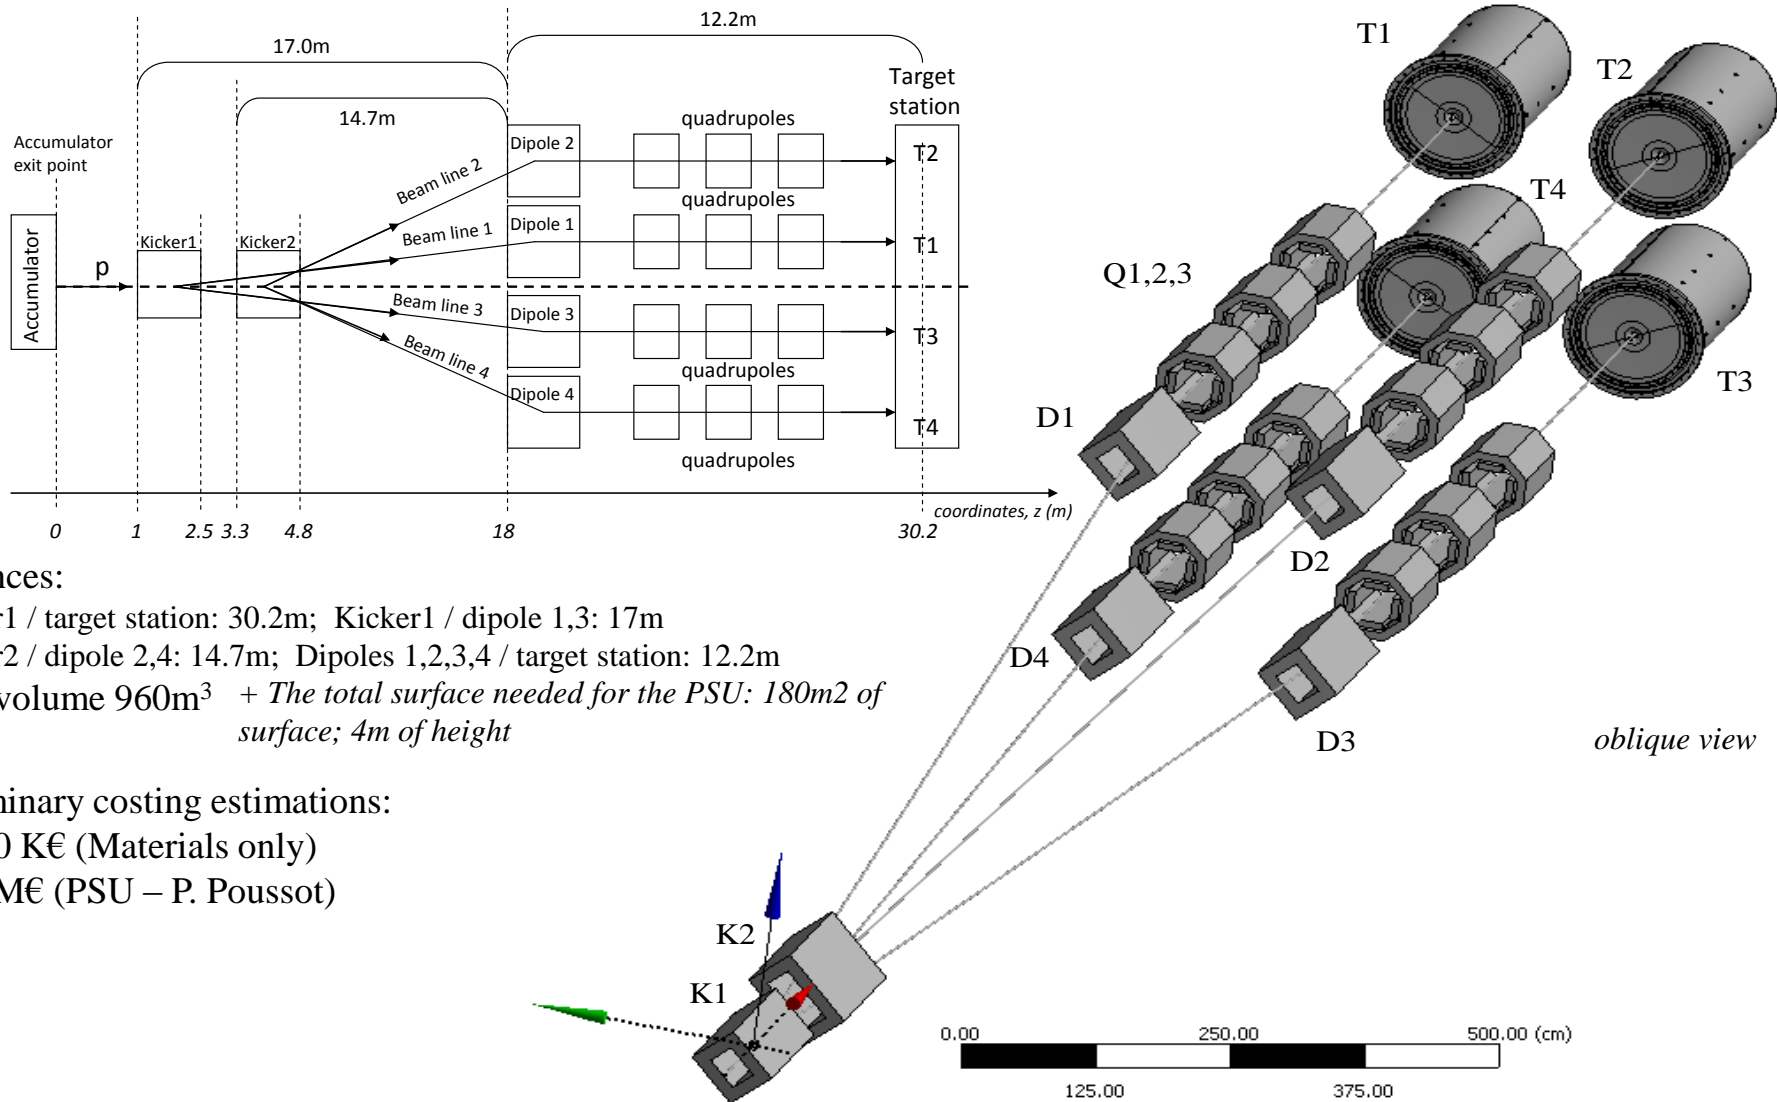 12.2m
17.0m
14.7m
Target
station
Accumulator
exit point
quadrupoles
Dipole 2
T2
Beam line 2
quadrupoles
Dipole 1
T1
Beam line 1
Kicker1
Kicker2
p
Accumulator
Beam line 3
Dipole 3
T3
quadrupoles
Beam line 4
Dipole 4
T4
quadrupoles
coordinates, z (m)
0 1 2.5 3.3 4.8 18 30.2
nces:
r1 / target station: 30.2m; Kicker1 / dipole 1,3: 17m
r2 / dipole 2,4: 14.7m; Dipoles 1,2,3,4 / target station: 12.2m
volume 960m³ + The total surface needed for the PSU: 180m2 of
surface; 4m of height
ninary costing estimations:
0 K€ (Materials only)
M€ (PSU – P. Poussot)
T1
T2
T4
Q1,2,3
T3
D1
D2
D4
D3
oblique view
K2
K1
0.00 250.00 500.00 (cm)
125.00 375.00